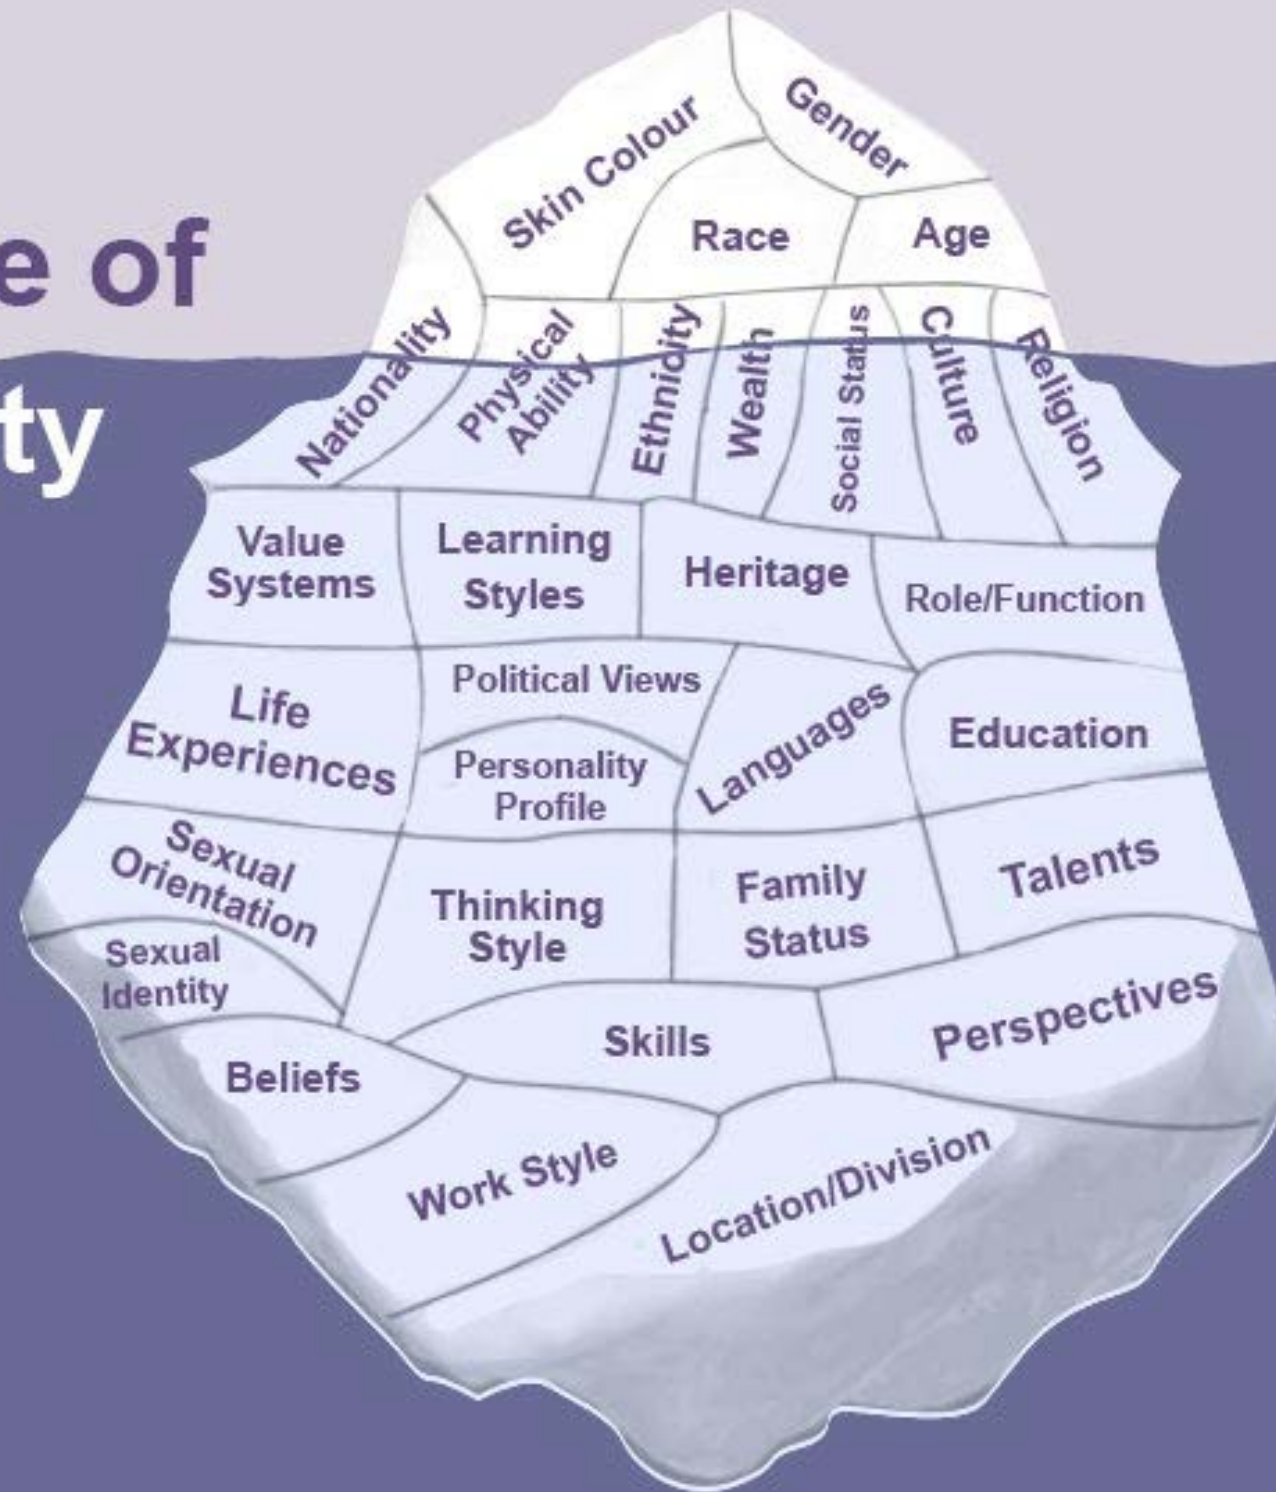 e of
ty
Skin Colour
Gender
Race
Age
Nationality
Physical
Ability
Ethnicity
Wealth
Social Status
Culture
Religion
Value
Systems
Learning
Styles
Heritage
Role/Function
Life
Experiences
Political Views
Personality
Profile
Languages
Education
Sexual
Orientation
Sexual
Identity
Thinking
Style
Family
Status
Talents
Beliefs
Skills
Perspectives
Work Style
Location/Division